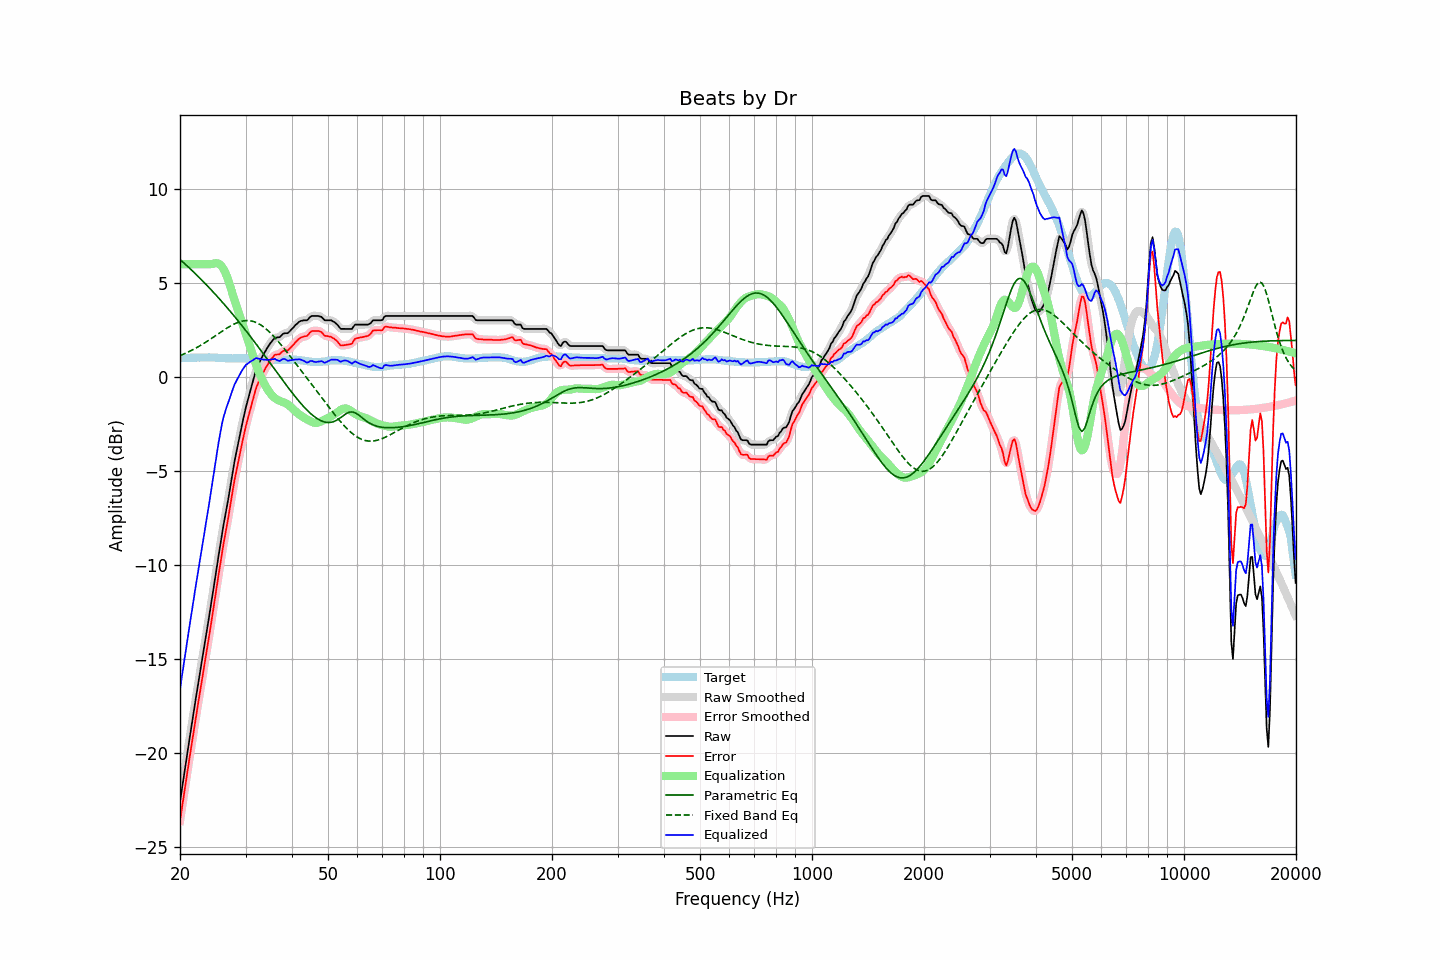 Beats by Dr
Amplitude (dBr)
10
5
0
−5
−10
−15
−20
−25
Target
Raw Smoothed
Error Smoothed
Raw
Error
Equalization
Parametric Eq
Fixed Band Eq
Equalized
20 50 100 200 500 1000 2000 5000 10000 20000
Frequency (Hz)